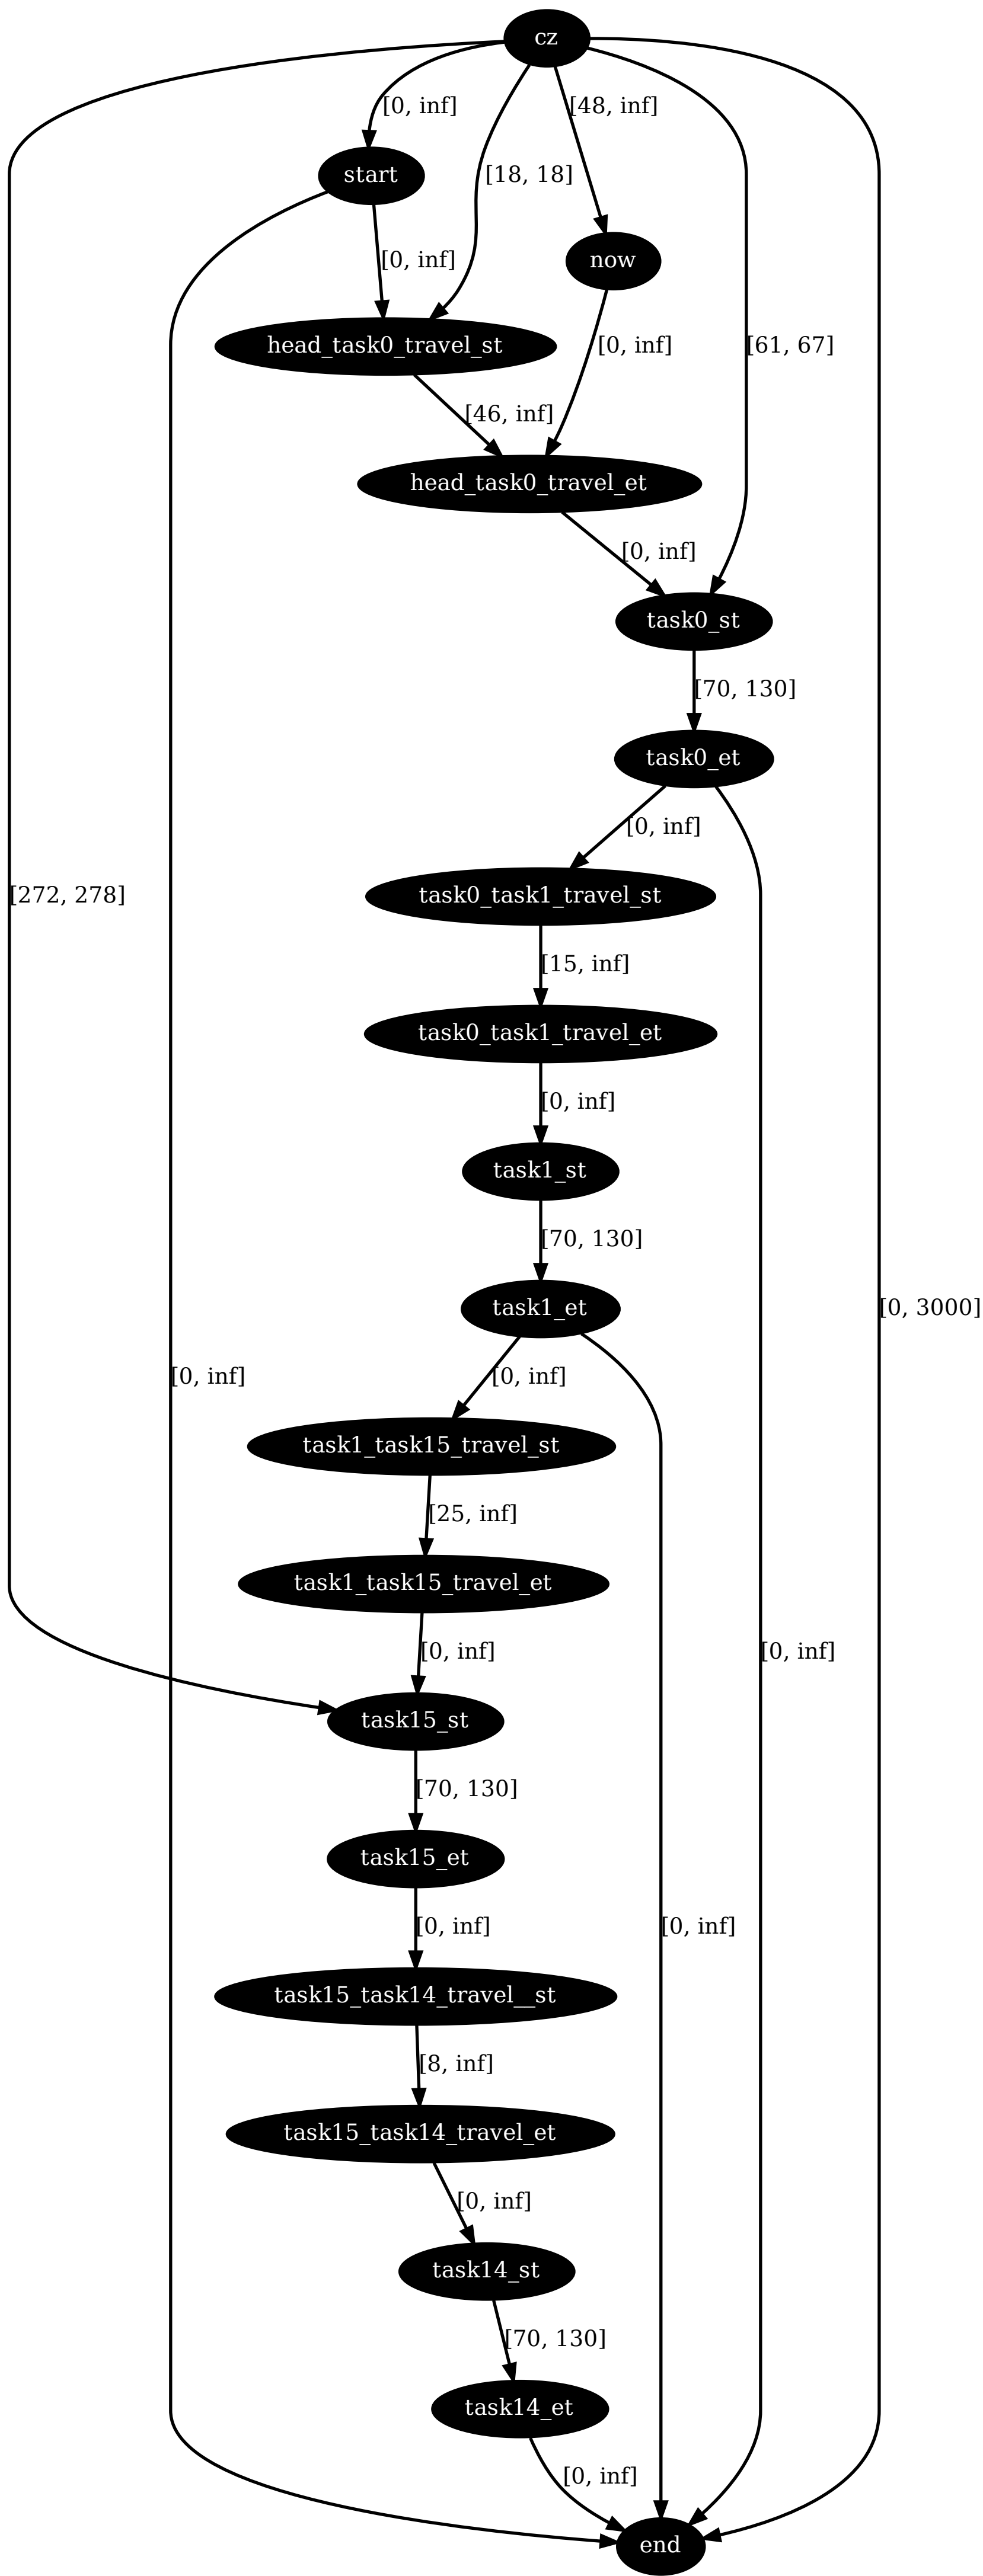 cz
[0, inf]
[48, inf]
start
[18, 18]
now
[0, inf]
head_task0_travel_st
[0, inf]
[61, 67]
[46, inf]
head_task0_travel_et
[0, inf]
task0_st
[70, 130]
task0_et
[0, inf]
[272, 278]
task0_task1_travel_st
[15, inf]
task0_task1_travel_et
[0, inf]
task1_st
[70, 130]
task1_et
[0, 3000]
[0, inf]
[0, inf]
task1_task15_travel_st
[25, inf]
task1_task15_travel_et
[0, inf]
[0, inf]
task15_st
[70, 130]
task15_et
[0, inf]
[0, inf]
task15_task14_travel__st
[8, inf]
task15_task14_travel_et
[0, inf]
task14_st
[70, 130]
task14_et
[0, inf]
end